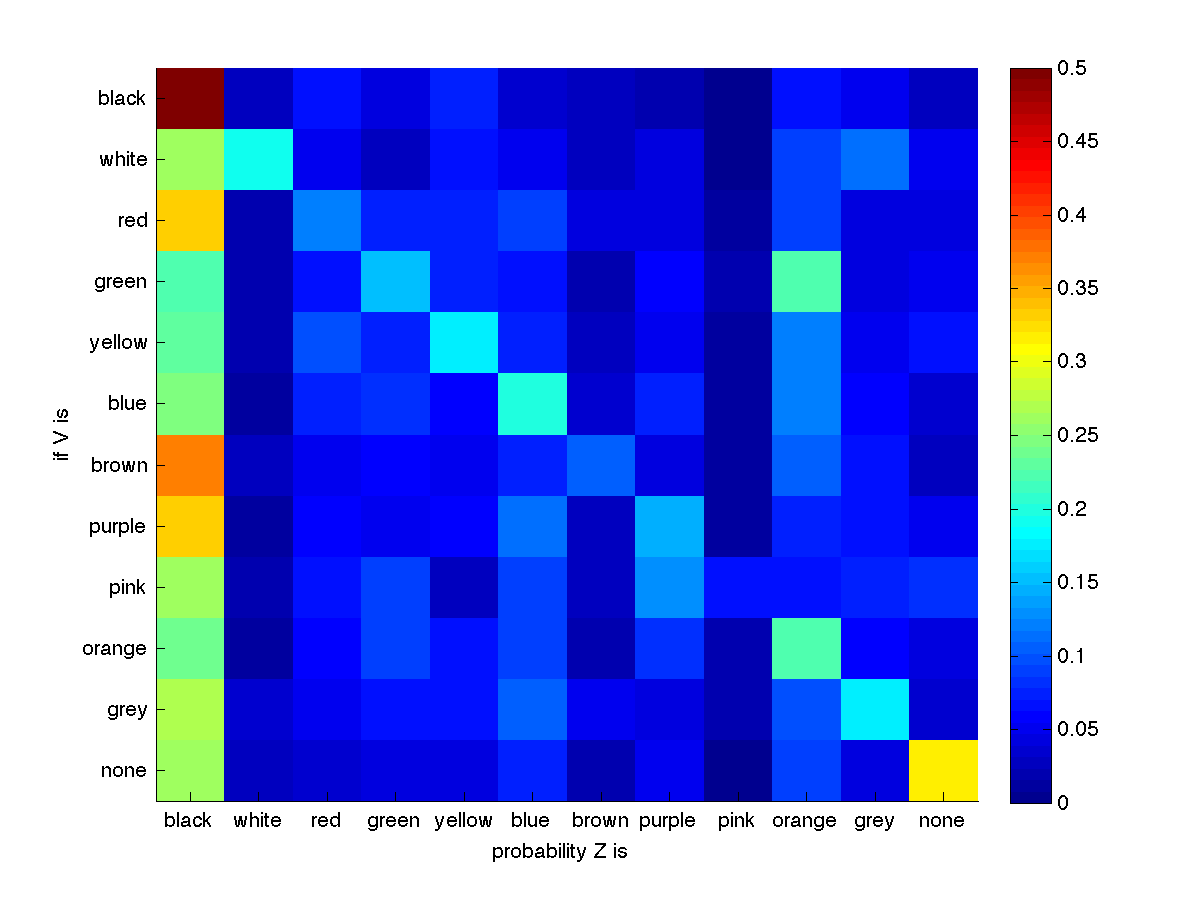 if V is
black
white
red
green
yellow
blue
brown
purple
pink
orange
grey
none
black white red green yellow blue brown purple pink orange grey none
probability Z is
0.5
0.45
0.4
0.35
0.3
0.25
0.2
0.15
0.1
0.05
0